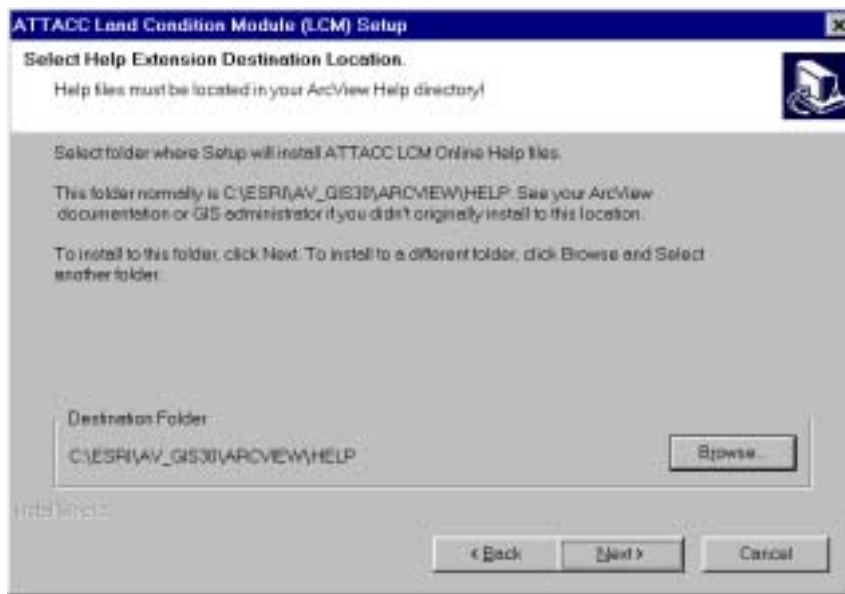 ATTACC Land Condition Module (LCM) Setup
Select Help Extension Destination Location.
Help files must be located in your ArcView Help directory!
Select folder where Setup will install ATTACC LCM Online Help files.
This folder normally is C:\ESRI\AV_GIS30\ARCVIEW\HELP. See your ArcView
documentation or GIS administrator if you didn't originally install to this location.
To install to this folder, click Next. To install to a different folder, click Browse and Select
another folder.
Destination Folder
C:\ESRI\AV_GIS30\ARCVIEW\HELP
Browse...
InstallShield
< Back
Next >
Cancel